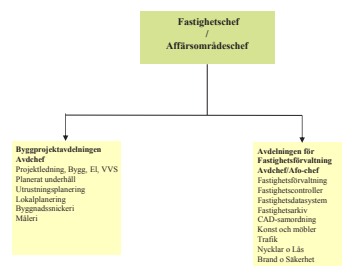 Fastighetschef
/
Affärsområdeschef
Byggprojektavdelningen
Avdchef
Projektledning, Bygg, El, VVS
Planerat underhåll
Utrustningsplanering
Lokalplanering
Byggnadssnickeri
Måleri
Avdelningen för
Fastighetsförvaltning
Avdchef/Afo-chef
Fastighetsförvaltning
Fastighetscontroller
Fastighetsdatasystem
Fastighetsarkiv
CAD-samordning
Konst och möbler
Trafik
Nycklar o Lås
Brand o Säkerhet